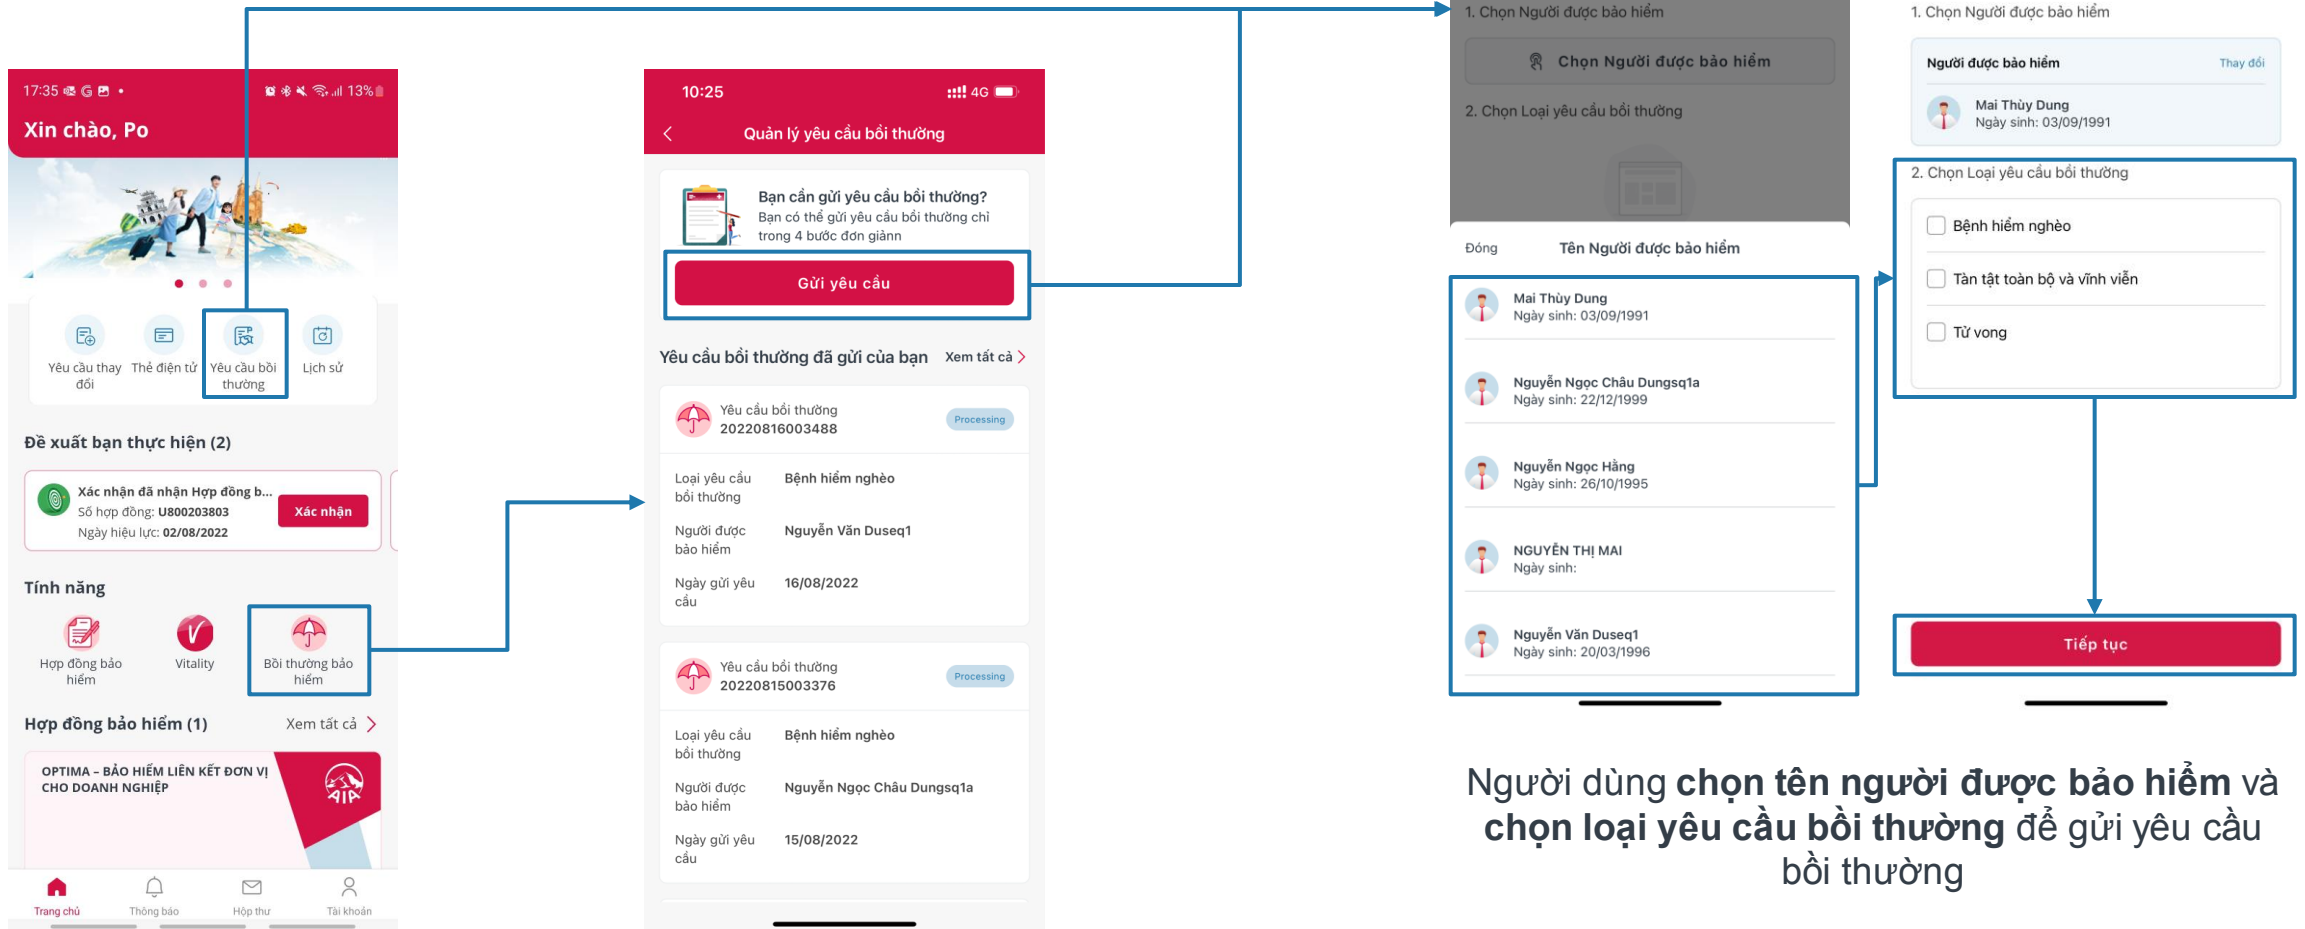 17:35
13%
Xin chào, Po
Yêu cầu thay
đổi
Thẻ điện tử
Yêu cầu bồi
thường
Lịch sử
Đề xuất bạn thực hiện (2)
Xác nhận đã nhận Hợp đồng b...
Số hợp đồng: U800203803
Ngày hiệu lực: 02/08/2022
Xác nhận
Tính năng
Hợp đồng bảo
hiểm
Vitality
Bồi thường bảo
hiểm
Hợp đồng bảo hiểm (1)
Xem tất cả
OPTIMA – BẢO HIỂM LIÊN KẾT ĐƠN VỊ
CHO DOANH NGHIỆP
AIA
Trang chủ
Thông báo
Hộp thư
Tài khoản
10:25
4G
Quản lý yêu cầu bồi thường
Bạn cần gửi yêu cầu bồi thường?
Bạn có thể gửi yêu cầu bồi thường chỉ
trong 4 bước đơn giảnn
Gửi yêu cầu
Yêu cầu bồi thường đã gửi của bạn
Xem tất cả
Yêu cầu bồi thường
20220816003488
Processing
Loại yêu cầu
bồi thường
Bệnh hiểm nghèo
Người được
bảo hiểm
Nguyễn Văn Duseq1
Ngày gửi yêu
cầu
16/08/2022
Yêu cầu bồi thường
20220815003376
Processing
Loại yêu cầu
bồi thường
Bệnh hiểm nghèo
Người được
bảo hiểm
Nguyễn Ngọc Châu Dungsq1a
Ngày gửi yêu
cầu
15/08/2022
1. Chọn Người được bảo hiểm
Chọn Người được bảo hiểm
2. Chọn Loại yêu cầu bồi thường
Đóng
Tên Người được bảo hiểm
Mai Thùy Dung
Ngày sinh: 03/09/1991
Nguyễn Ngọc Châu Dungsq1a
Ngày sinh: 22/12/1999
Nguyễn Ngọc Hằng
Ngày sinh: 26/10/1995
NGUYỄN THỊ MAI
Ngày sinh:
Nguyễn Văn Duseq1
Ngày sinh: 20/03/1996
1. Chọn Người được bảo hiểm
Người được bảo hiểm
Thay đổi
Mai Thùy Dung
Ngày sinh: 03/09/1991
2. Chọn Loại yêu cầu bồi thường
Bệnh hiểm nghèo
Tàn tật toàn bộ và vĩnh viễn
Tử vong
Tiếp tục
Người dùng chọn tên người được bảo hiểm và
chọn loại yêu cầu bồi thường để gửi yêu cầu
bồi thường